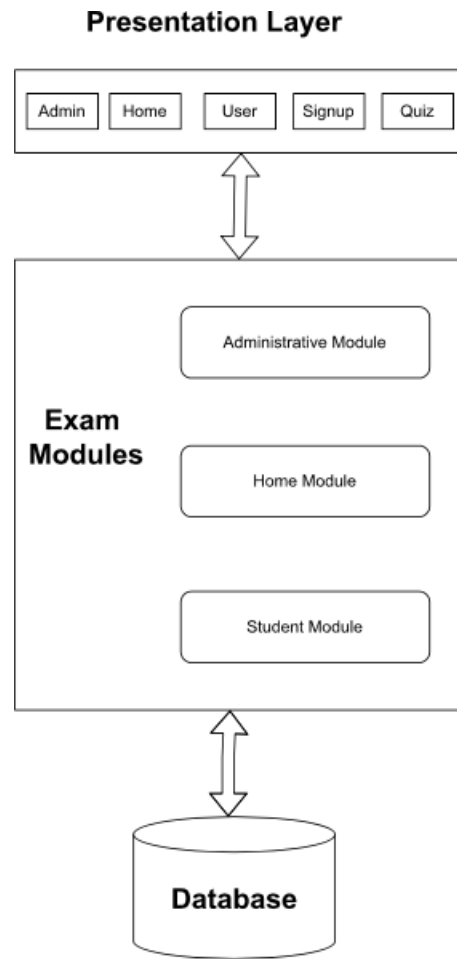 Presentation Layer
Admin Home User Signup Quiz
Administrative Module
Exam
Modules
Home Module
Student Module
Database